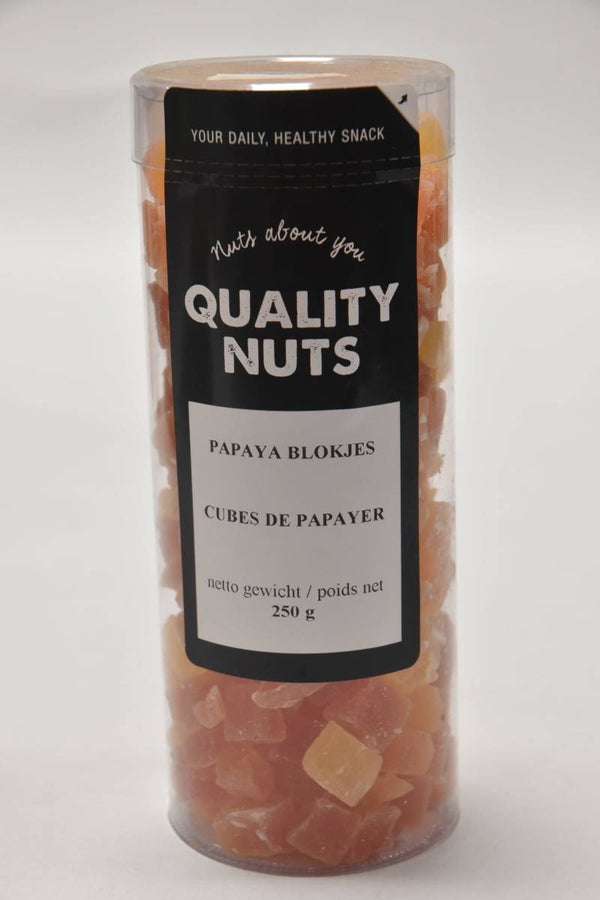 YOUR DAILY, HEALTHY SNACK
Nuts about you
QUALITY
NUTS
PAPAYA BLOKJES
CUBES DE PAPAYER
netto gewicht / poids net
250 g